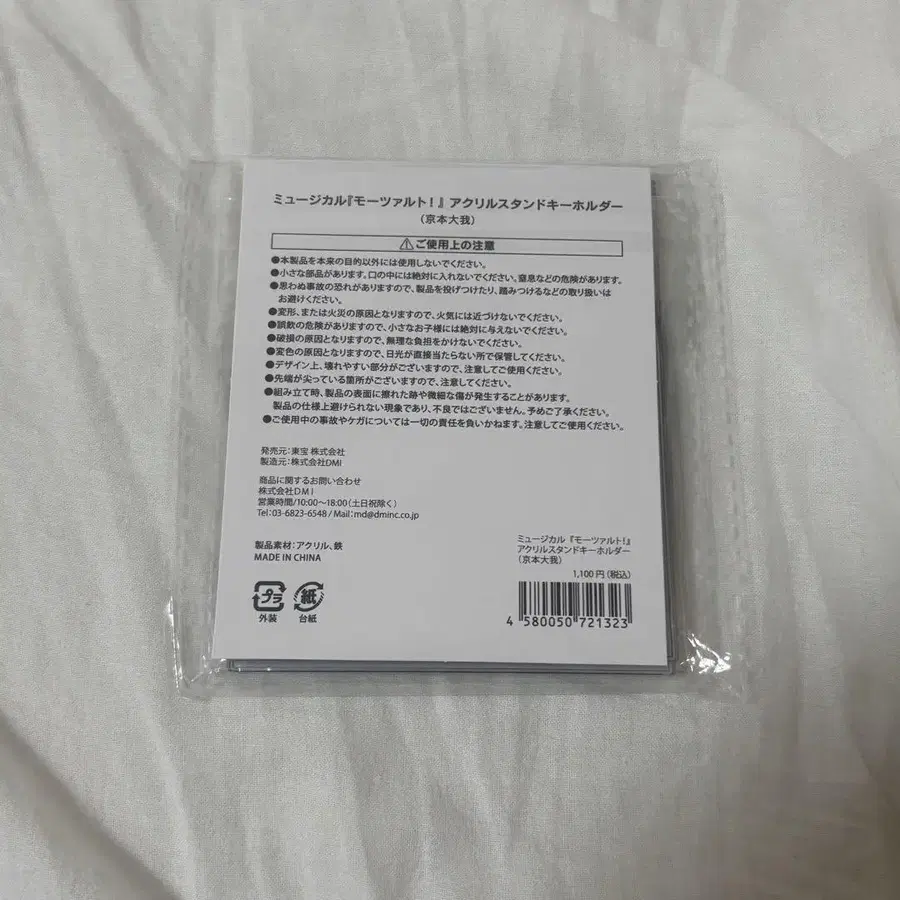 ミュージカル『モーツァルト!』アクリルスタンドキーホルダー
(京本大我)
⚠ご使用上の注意
●本製品を本来の目的以外には使用しないでください。
●小さな部品があります。口の中には絶対に入れないでください。窒息などの危険があります。
●思わぬ事故の恐れがありますので、製品を投げつけたり、踏みつけるなどの取り扱いは
お避けください。
●変形、または火災の原因となりますので、火気には近づけないでください。
●誤飲の危険がありますので、小さなお子様には絶対に与えないでください。
●破損の原因となりますので、無理な負担をかけないでください。
●変色の原因となりますので、日光が直接当たらない所で保管してください。
●デザイン上、壊れやすい部分がございますので、注意してご使用ください。
●先端が尖っている箇所がございますので、注意してください。
●組み立て時、製品の表面に擦れた跡や微細な傷が発生することがあります。
製品の仕様上避けられない現象であり、不良ではございません。予めご了承ください。
●ご使用中の事故やケガについては一切の責任を負いかねます。注意してご使用ください。
発売元:東宝 株式会社
製造元:株式会社DMI
商品に関するお問い合わせ
株式会社DMI
営業時間/10:00〜18:00(土日祝除く)
Tel:03-6823-6548 / Mail:md@dminc.co.jp
製品素材:アクリル、鉄
MADE IN CHINA
プラ 紙
外装 台紙
ミュージカル『モーツァルト!』
アクリルスタンドキーホルダー
(京本大我)
1,100円(税込)
4 580050 721323